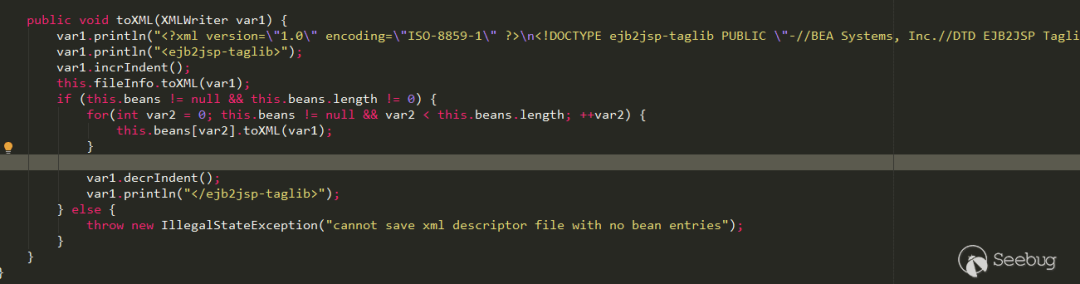 public void toXML(XMLWriter var1) {
var1.println("<?xml version=\"1.0\" encoding=\"ISO-8859-1\" ?>\n<!DOCTYPE ejb2jsp-taglib PUBLIC \"-//BEA Systems, Inc.//DTD EJB2JSP Tagli
var1.println("<ejb2jsp-taglib>");
var1.incrIndent();
this.fileInfo.toXML(var1);
if (this.beans != null && this.beans.length != 0) {
for(int var2 = 0; this.beans != null && var2 < this.beans.length; ++var2) {
this.beans[var2].toXML(var1);
}
var1.decrIndent();
var1.println("</ejb2jsp-taglib>");
} else {
throw new IllegalStateException("cannot save xml descriptor file with no bean entries");
}
}
}
Seebug